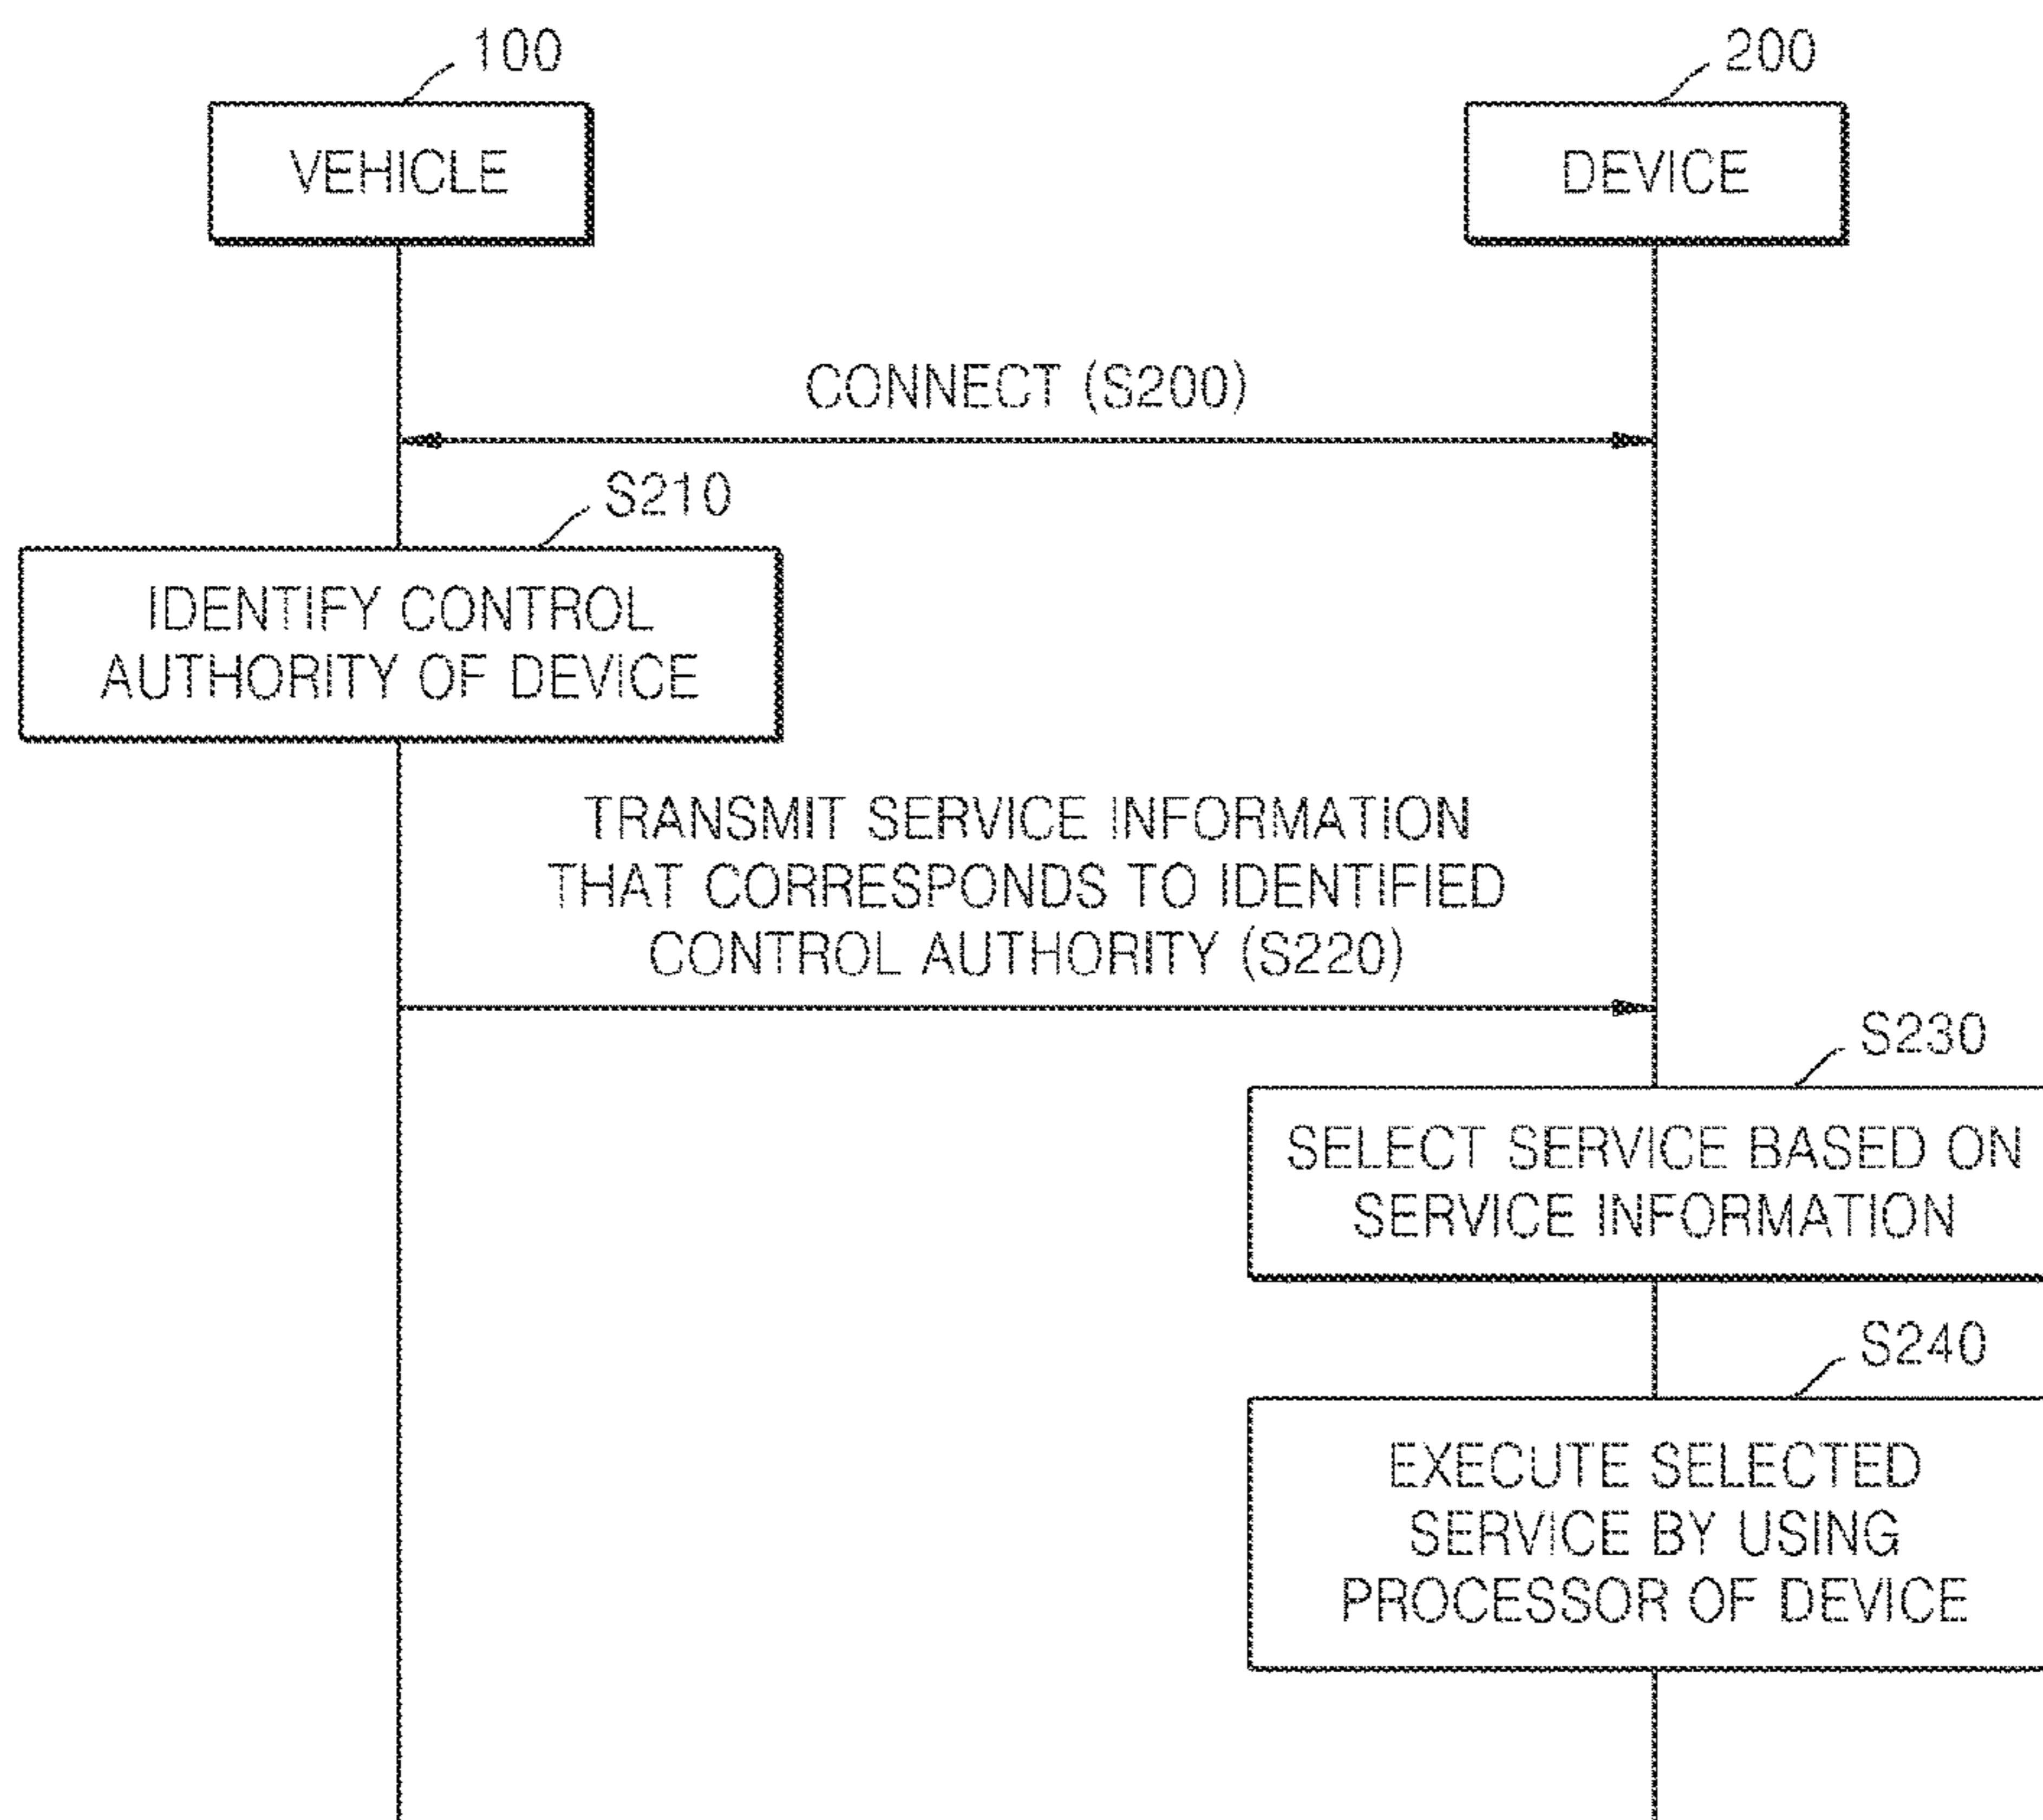 100
200
VEHICLE
DEVICE
CONNECT (S200)
S210
IDENTIFY CONTROL
AUTHORITY OF DEVICE
TRANSMIT SERVICE INFORMATION
THAT CORRESPONDS TO IDENTIFIED
CONTROL AUTHORITY (S220)
S230
SELECT SERVICE BASED ON
SERVICE INFORMATION
S240
EXECUTE SELECTED
SERVICE BY USING
PROCESSOR OF DEVICE